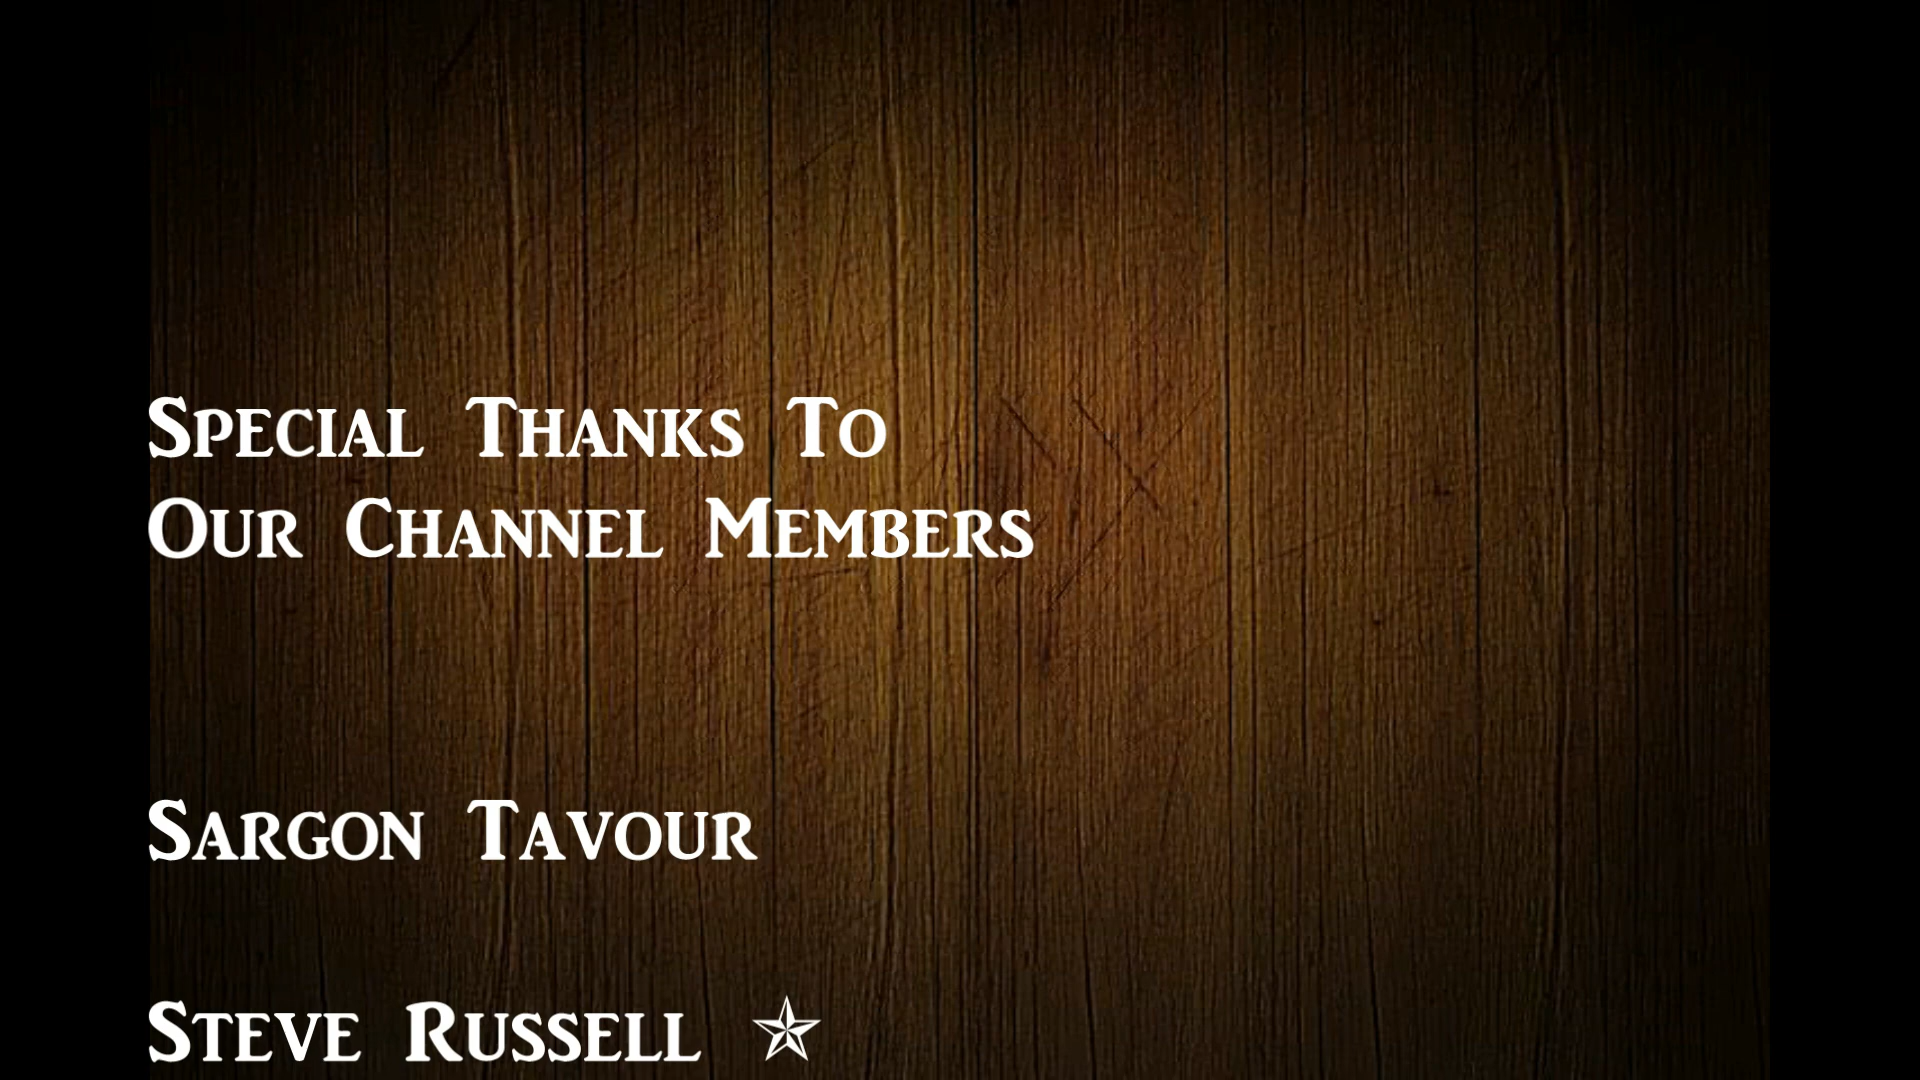 Special Thanks To
Our Channel Members
Sargon Tavour
Steve Russell ✯